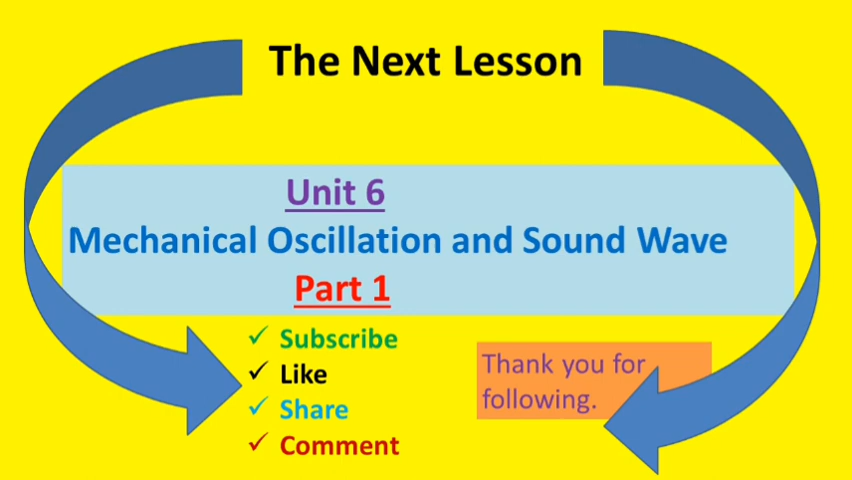 The Next Lesson
Unit 6
Mechanical Oscillation and Sound Wave
Part 1
✓ Subscribe
✓ Like
✓ Share
✓ Comment
Thank you for
following.